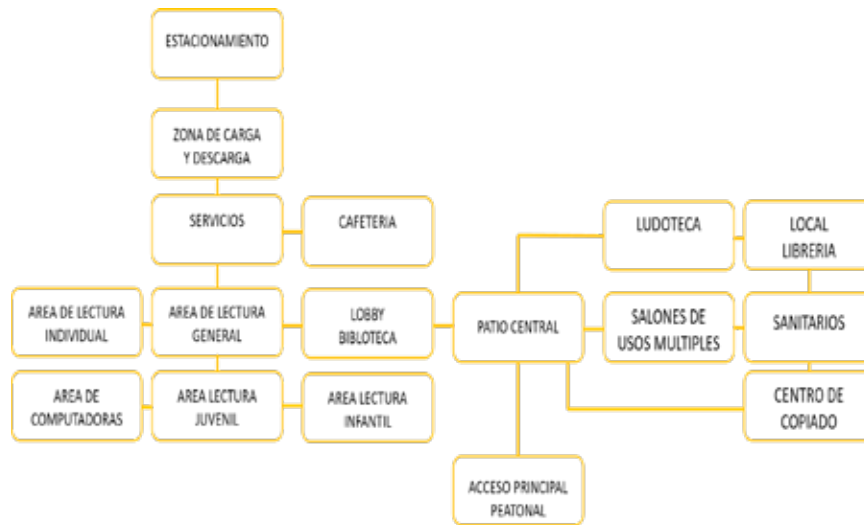 ESTACIONAMIENTO
ZONA DE CARGA
Y DESCARGA
SERVICIOS
CAFETERIA
LUDOTECA
LOCAL
LIBRERIA
AREA DE LECTURA
INDIVIDUAL
AREA DE LECTURA
GENERAL
LOBBY
BIBLOTECA
PATIO CENTRAL
SALONES DE
USOS MULTIPLES
SANITARIOS
AREA DE
COMPUTADORAS
AREA LECTURA
JUVENIL
AREA LECTURA
INFANTIL
CENTRO DE
COPIADO
ACCESO PRINCIPAL
PEATONAL